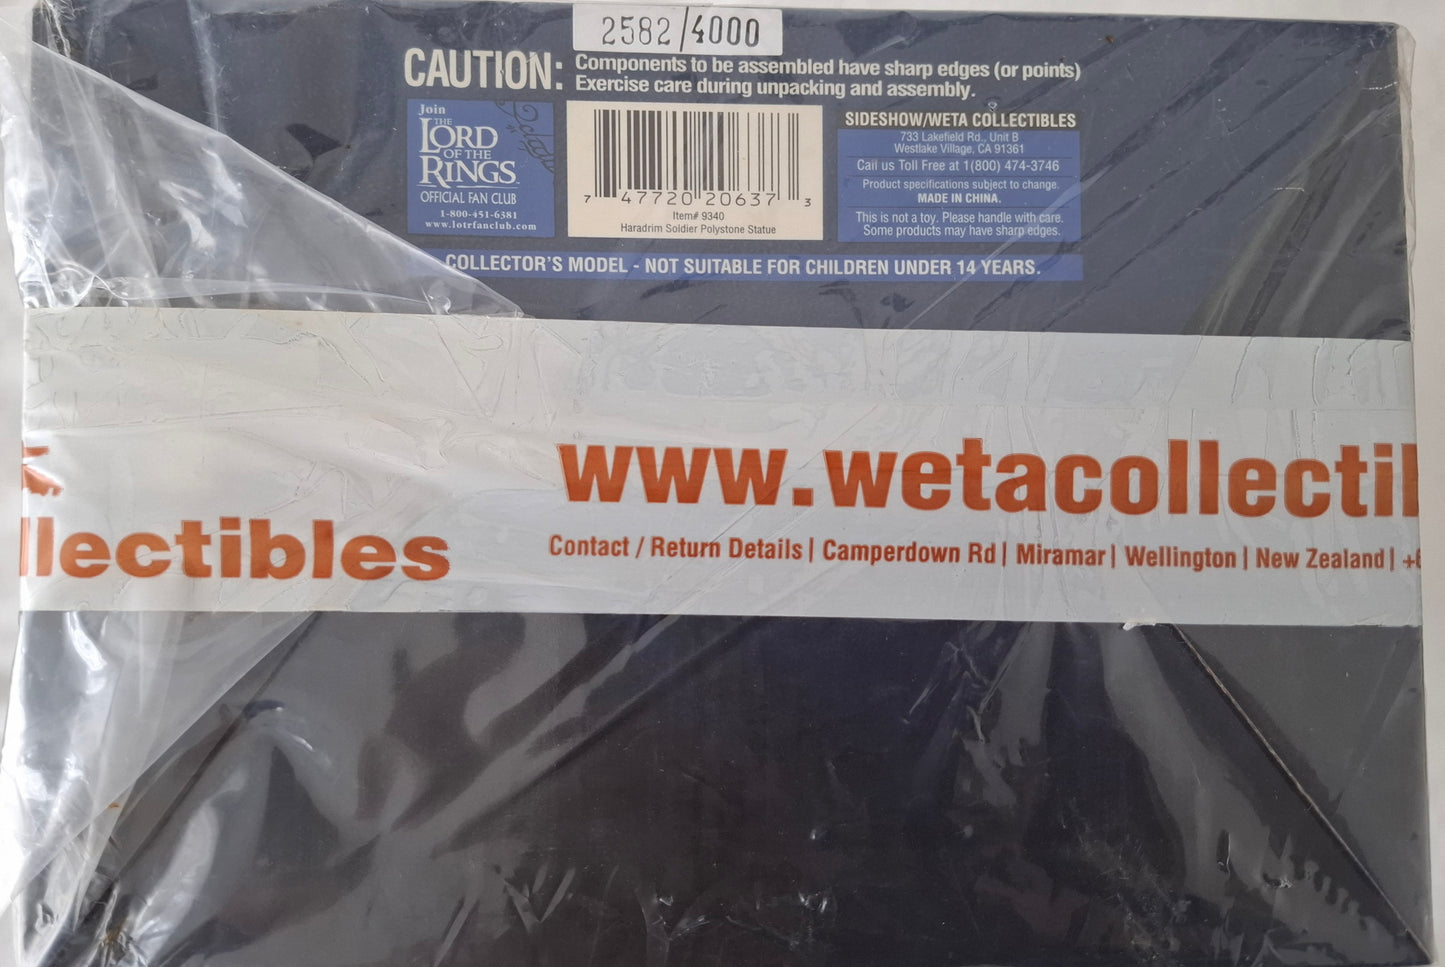 2582/4000
CAUTION: Components to be assembled have sharp edges (or points)
Exercise care during unpacking and assembly.
Join
THE
LORD
OF THE
RINGS
OFFICIAL FAN CLUB
1-800-451-6381
www.lotrfanclub.com
7 47720 20637 3
Item# 9340
Haradrim Soldier Polystone Statue
SIDESHOW/WETA COLLECTIBLES
733 Lakefield Rd., Unit B
Westlake Village, CA 91361
Call us Toll Free at 1(800) 474-3746
Product specifications subject to change.
MADE IN CHINA.
This is not a toy. Please handle with care.
Some products may have sharp edges.
COLLECTOR'S MODEL - NOT SUITABLE FOR CHILDREN UNDER 14 YEARS.
llectibles
www.wetacollectil
Contact / Return Details | Camperdown Rd | Miramar | Wellington | New Zealand | +6